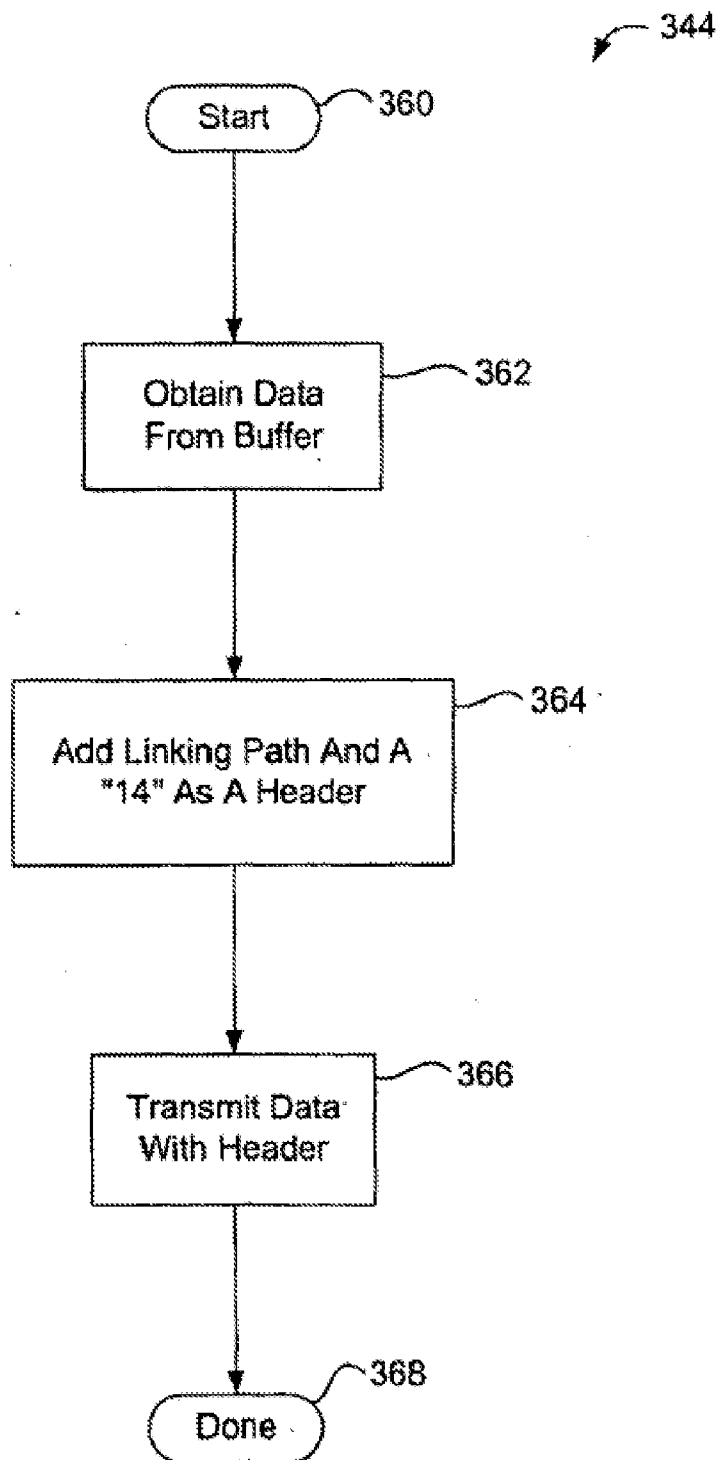 344
Start
360
Obtain Data
From Buffer
362
Add Linking Path And A
"14" As A Header
364
Transmit Data
With Header
366
Done
368